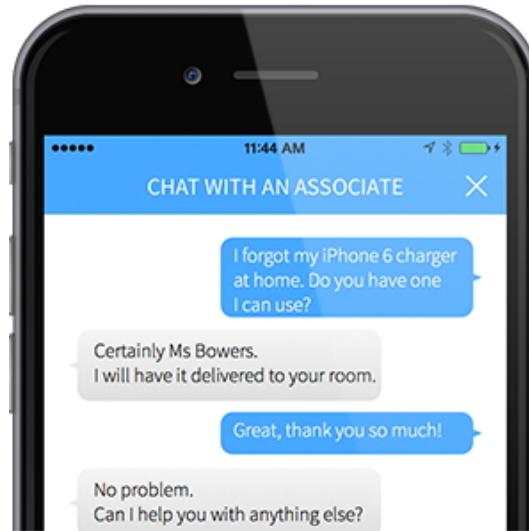 11:44 AM
CHAT WITH AN ASSOCIATE
I forgot my iPhone 6 charger
at home. Do you have one
I can use?
Certainly Ms Bowers.
I will have it delivered to your room.
Great, thank you so much!
No problem.
Can I help you with anything else?